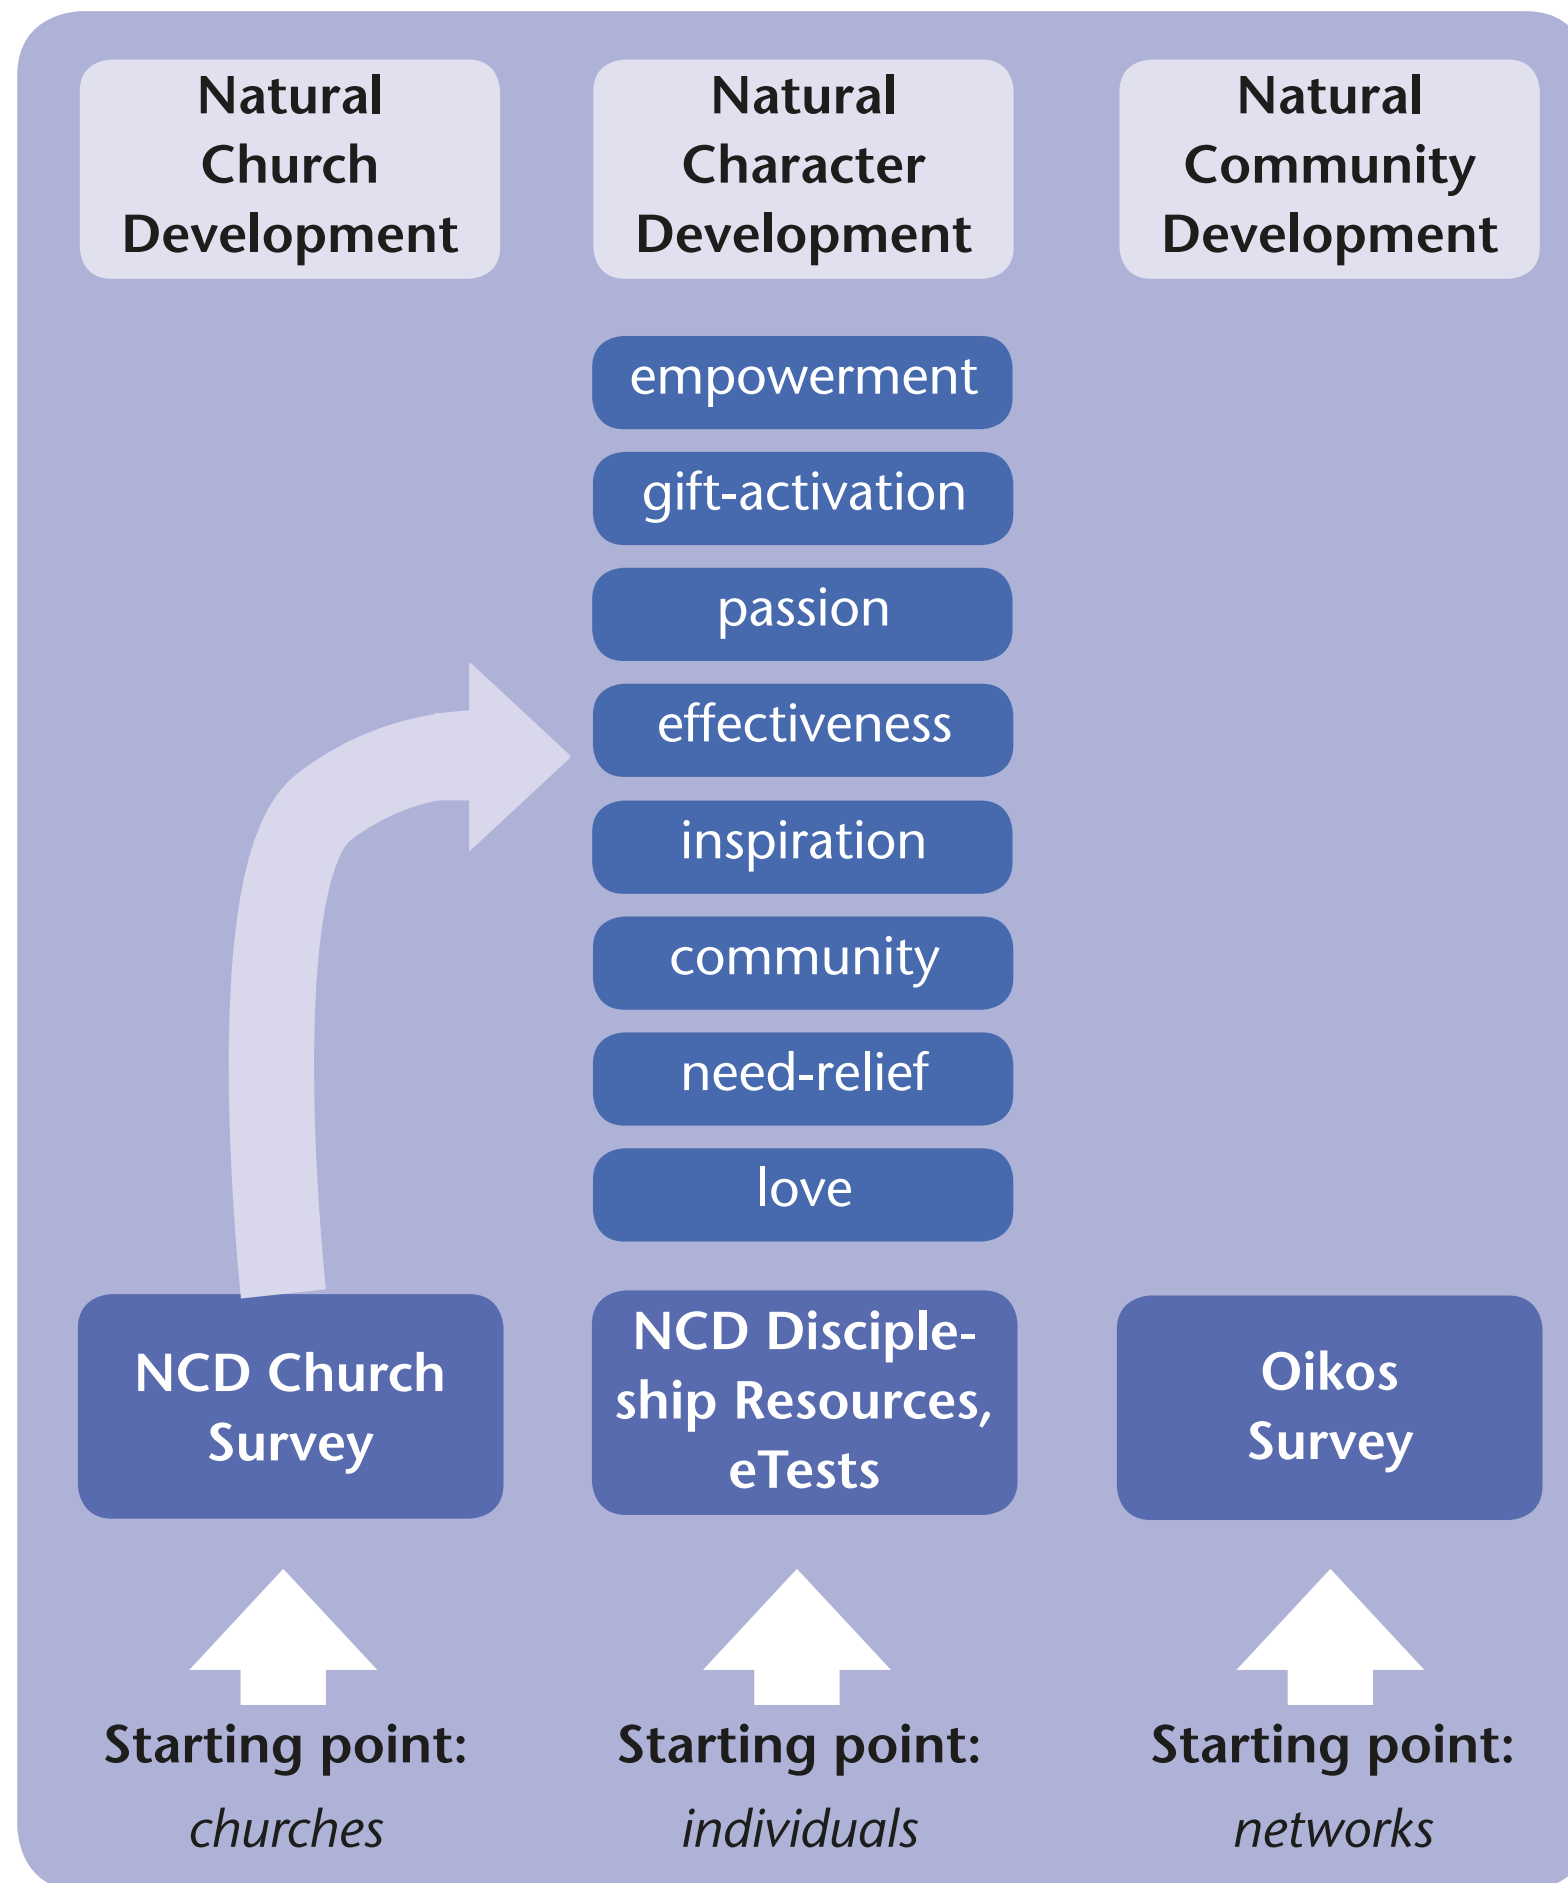 Natural
Church
Development
Natural
Character
Development
Natural
Community
Development
empowerment
gift-activation
passion
effectiveness
inspiration
community
need-relief
love
NCD Church
Survey
NCD Disciple-
ship Resources,
eTests
Oikos
Survey
Starting point:
churches
Starting point:
individuals
Starting point:
networks